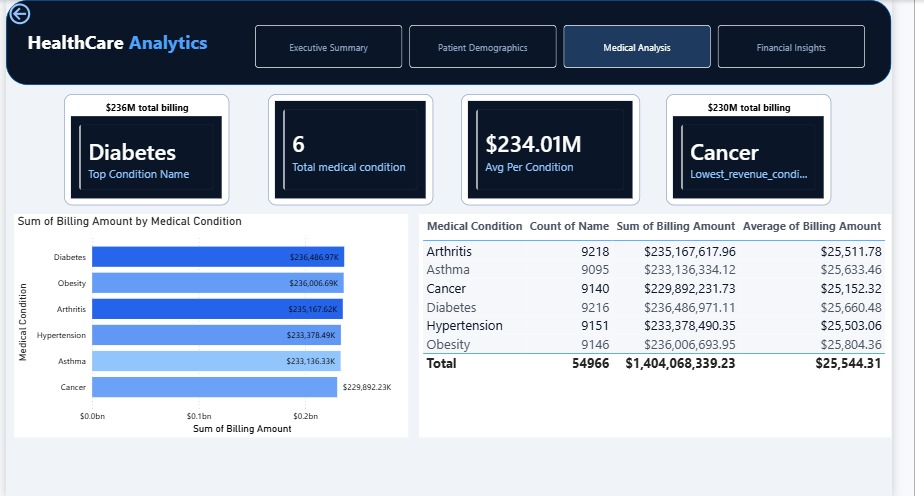 HealthCare Analytics
Executive Summary
Patient Demographics
Medical Analysis
Financial Insights
$236M total billing
Diabetes
Top Condition Name
6
Total medical condition
$234.01M
Avg Per Condition
$230M total billing
Cancer
Lowest_revenue_condi...
Sum of Billing Amount by Medical Condition
Medical Condition
Diabetes $236,486.97K
Obesity $236,006.69K
Arthritis $235,167.62K
Hypertension $233,378.49K
Asthma $233,136.33K
Cancer $229,892.23K
$0.0bn $0.1bn $0.2bn
Sum of Billing Amount
Medical Condition Count of Name Sum of Billing Amount Average of Billing Amount
Arthritis 9218 $235,167,617.96 $25,511.78
Asthma 9095 $233,136,334.12 $25,633.46
Cancer 9140 $229,892,231.73 $25,152.32
Diabetes 9216 $236,486,971.11 $25,660.48
Hypertension 9151 $233,378,490.35 $25,503.06
Obesity 9146 $236,006,693.95 $25,804.36
Total 54966 $1,404,068,339.23 $25,544.31